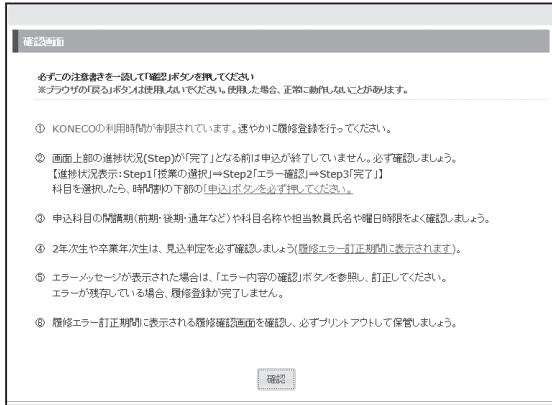 確認画面
必ずこの注意書きを一読して「確認」ボタンを押してください
※ブラウザの「戻る」ボタンは使用しないでください。使用した場合、正常に動作しないことがあります。
① KONECOの利用時間が制限されています。速やかに履修登録を行ってください。
② 画面上部の進捗状況(Step)が「完了」となる前は申込が終了していません。必ず確認しましょう。
【進捗状況表示：Step1「授業の選択」⇒Step2「エラー確認」⇒Step3「完了」】
科目を選択したら、時間割の下部の「申込」ボタンを必ず押してください。
③ 申込科目の開講期(前期・後期・通年など)や科目名称や担当教員氏名や曜日時限をよく確認しましょう。
④ 2年次生や卒業年次生は、見込判定を必ず確認しましょう(履修エラー訂正期間に表示されます)。
⑤ エラーメッセージが表示された場合は、「エラー内容の確認」ボタンを参照し、訂正してください。
エラーが残存している場合、履修登録が完了しません。
⑥ 履修エラー訂正期間に表示される履修確認画面を確認し、必ずプリントアウトして保管しましょう。
確認